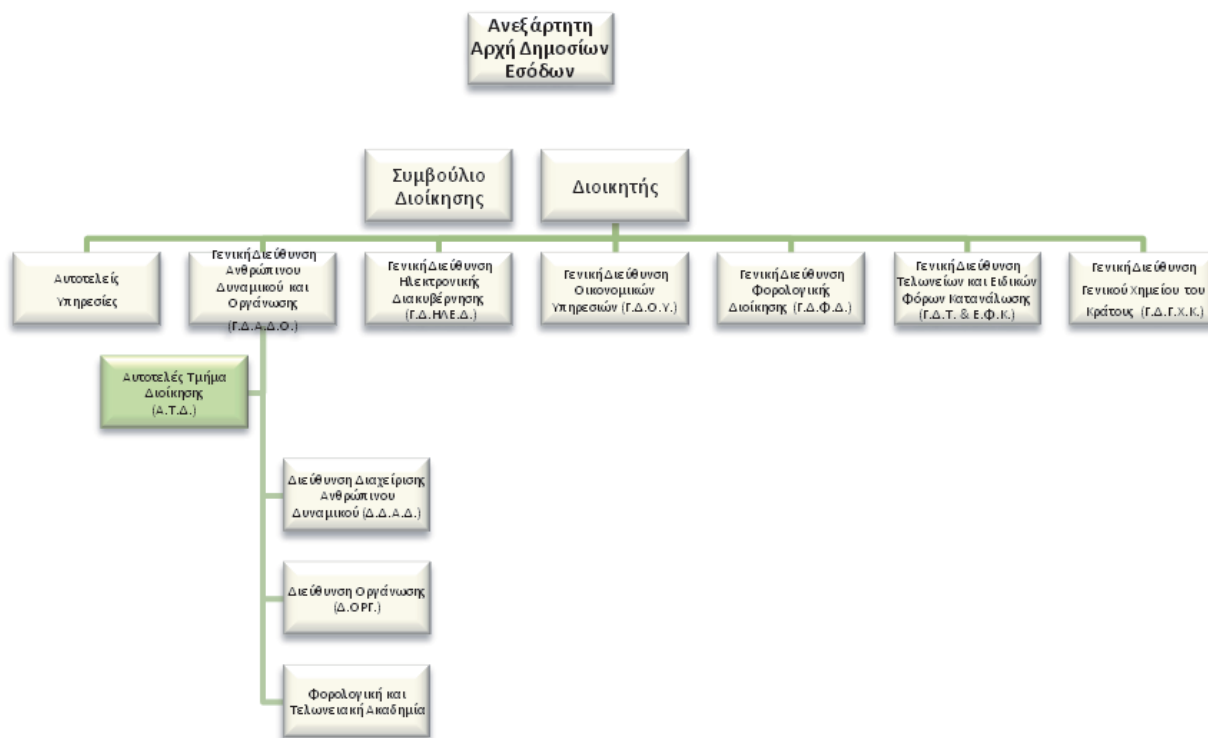 Ανεξάρτητη
Αρχή Δημοσίων
Εσόδων
Συμβούλιο
Διοίκησης
Διοικητής
Αυτοτελείς
Υπηρεσίες
Γενική Διεύθυνση
Ανθρώπινου
Δυναμικού και
Οργάνωσης
(Γ.Δ.Α.Δ.Ο.)
Γενική Διεύθυνση
Ηλεκτρονικής
Διακυβέρνησης
(Γ.Δ.ΗΛΕ.Δ.)
Γενική Διεύθυνση
Οικονομικών
Υπηρεσιών (Γ.Δ.Ο.Υ.)
Γενική Διεύθυνση
Φορολογικής
Διοίκησης (Γ.Δ.Φ.Δ.)
Γενική Διεύθυνση
Τελωνείων και Ειδικών
Φόρων Κατανάλωσης
(Γ.Δ.Τ. & Ε.Φ.Κ.)
Γενική Διεύθυνση
Γενικού Χημείου του
Κράτους (Γ.Δ.Γ.Χ.Κ.)
Αυτοτελές Τμήμα
Διοίκησης
(Α.Τ.Δ.)
Διεύθυνση Διαχείρισης
Ανθρώπινου
Δυναμικού (Δ.Δ.Α.Δ.)
Διεύθυνση Οργάνωσης
(Δ.ΟΡΓ.)
Φορολογική και
Τελωνειακή Ακαδημία